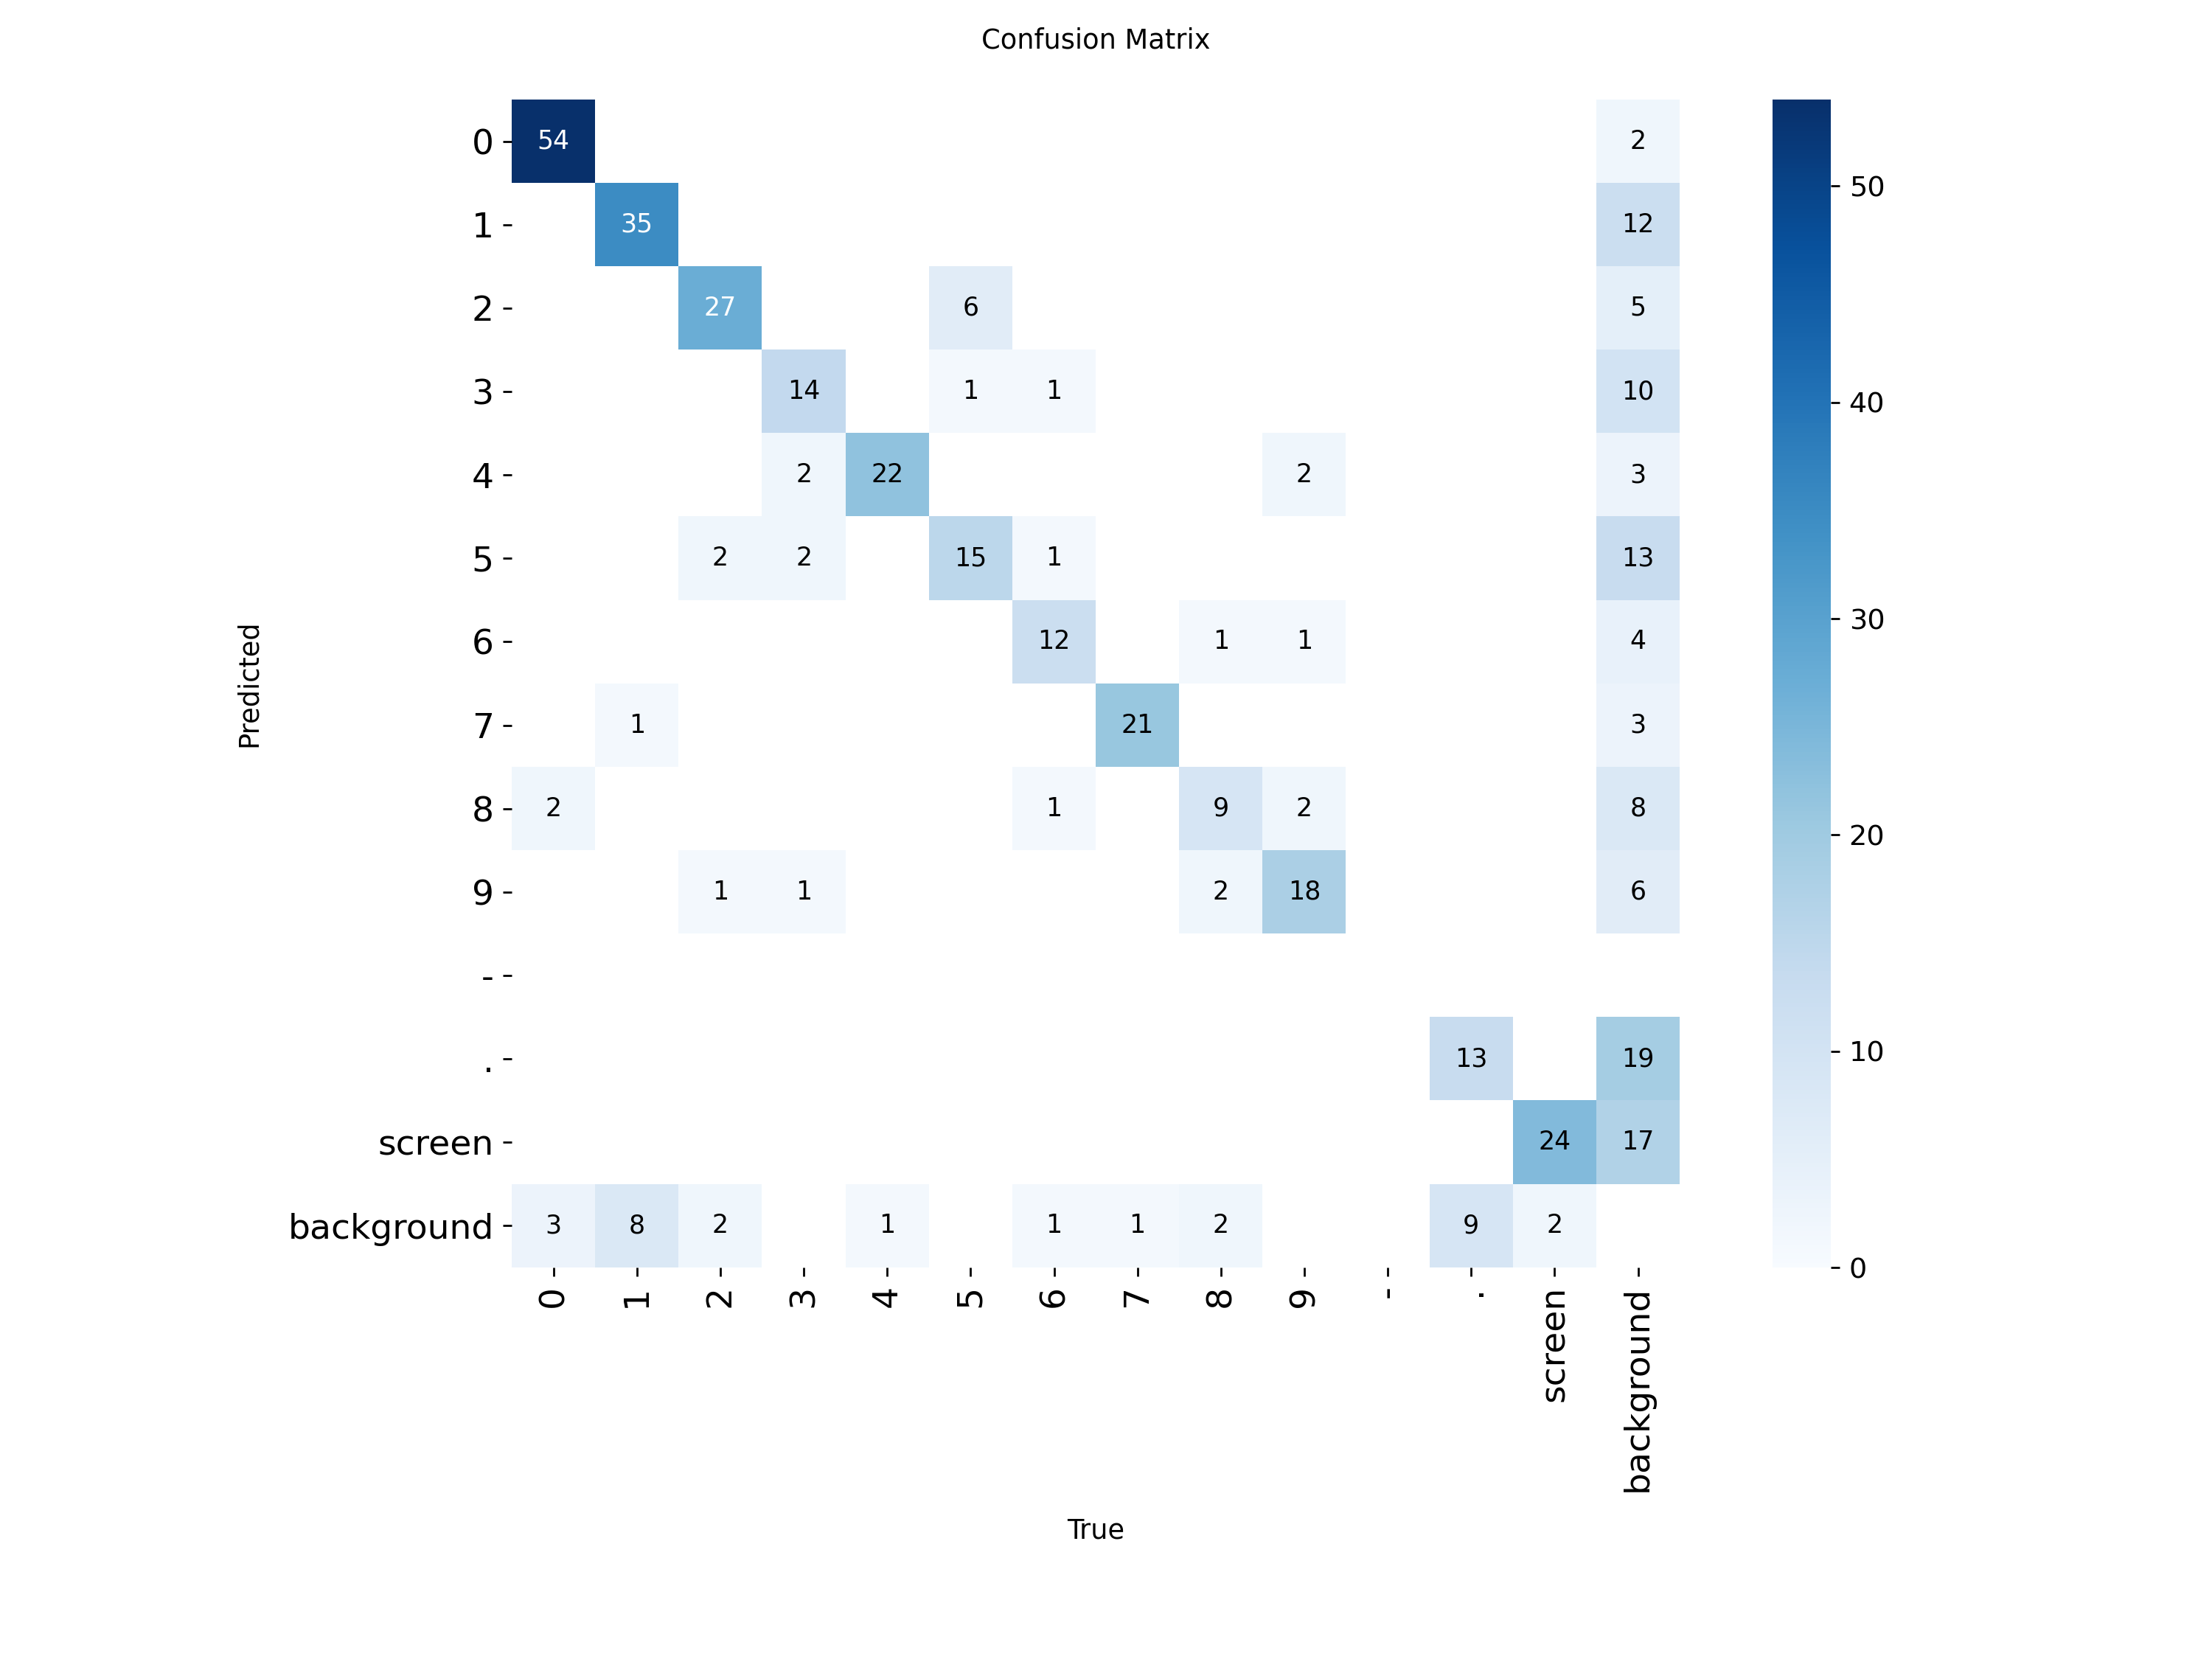 Confusion Matrix
0 54 2
1 35 12
2 27 6 5
3 14 1 1 10
4 2 22 2 3
5 2 2 15 1 13
6 12 1 1 4
7 1 21 3
8 2 1 9 2 8
9 1 1 2 18 6
-
. 13 19
screen 24 17
background 3 8 2 1 1 1 2 9 2
0 1 2 3 4 5 6 7 8 9 - . screen background
True
Predicted
50
40
30
20
10
0